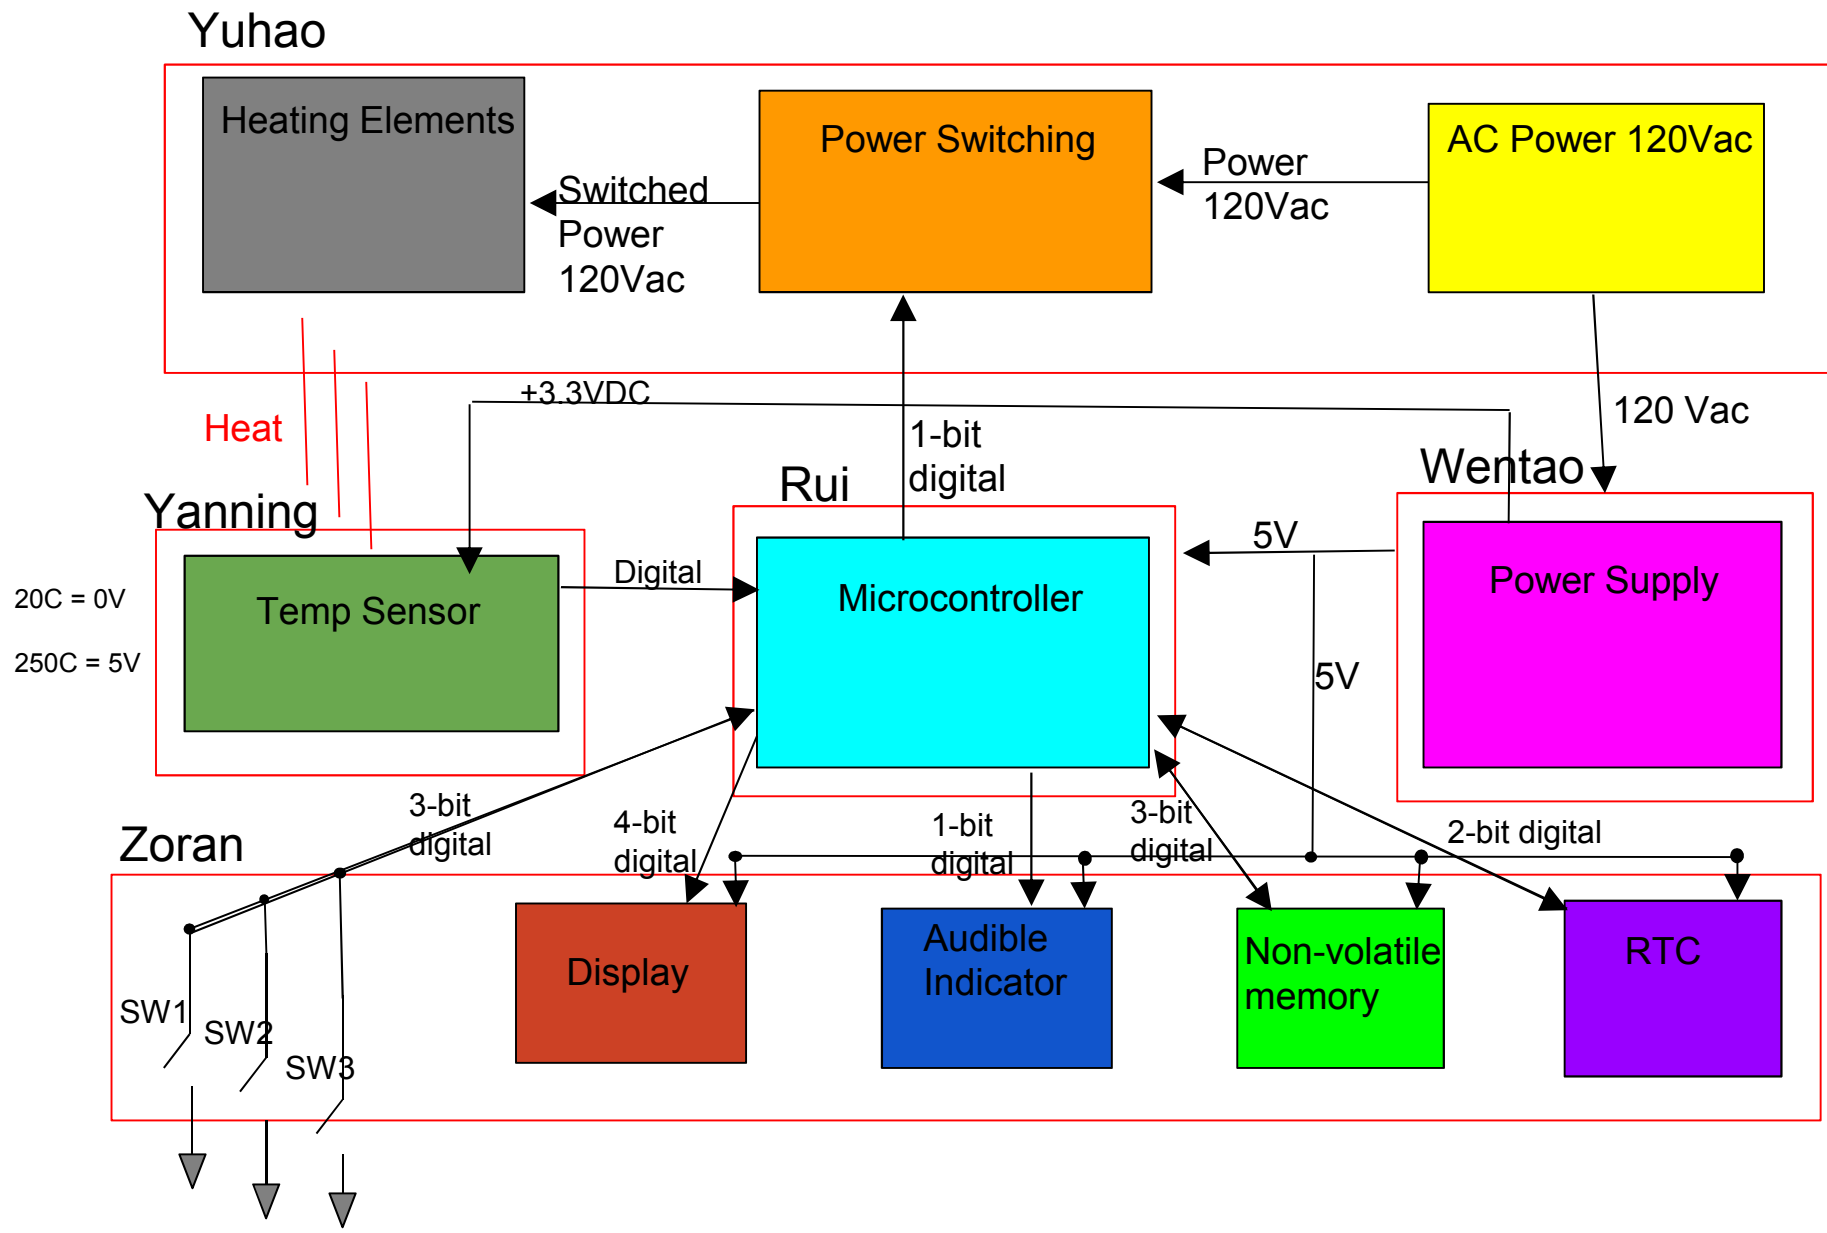 Yuhao
Heating Elements
Power Switching
AC Power 120Vac
Switched
Power
120Vac
Power
120Vac
+3.3VDC
Heat
1-bit
digital
120 Vac
Yanning
Rui
Wentao
20C = 0V
250C = 5V
Temp Sensor
Digital
Microcontroller
5V
5V
Power Supply
Zoran
3-bit
digital
4-bit
digital
1-bit
digital
3-bit
digital
2-bit digital
SW1
SW2
SW3
Display
Audible
Indicator
Non-volatile
memory
RTC